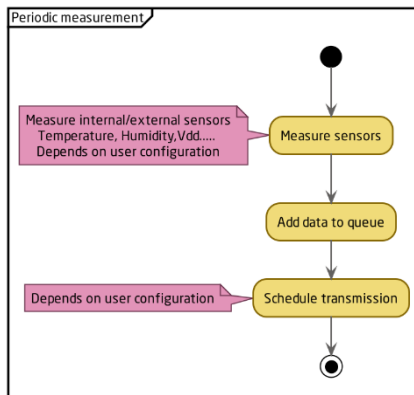 Periodic measurement
Measure internal/external sensors
Temperature, Humidity,Vdd.....
Depends on user configuration
Measure sensors
Add data to queue
Depends on user configuration
Schedule transmission